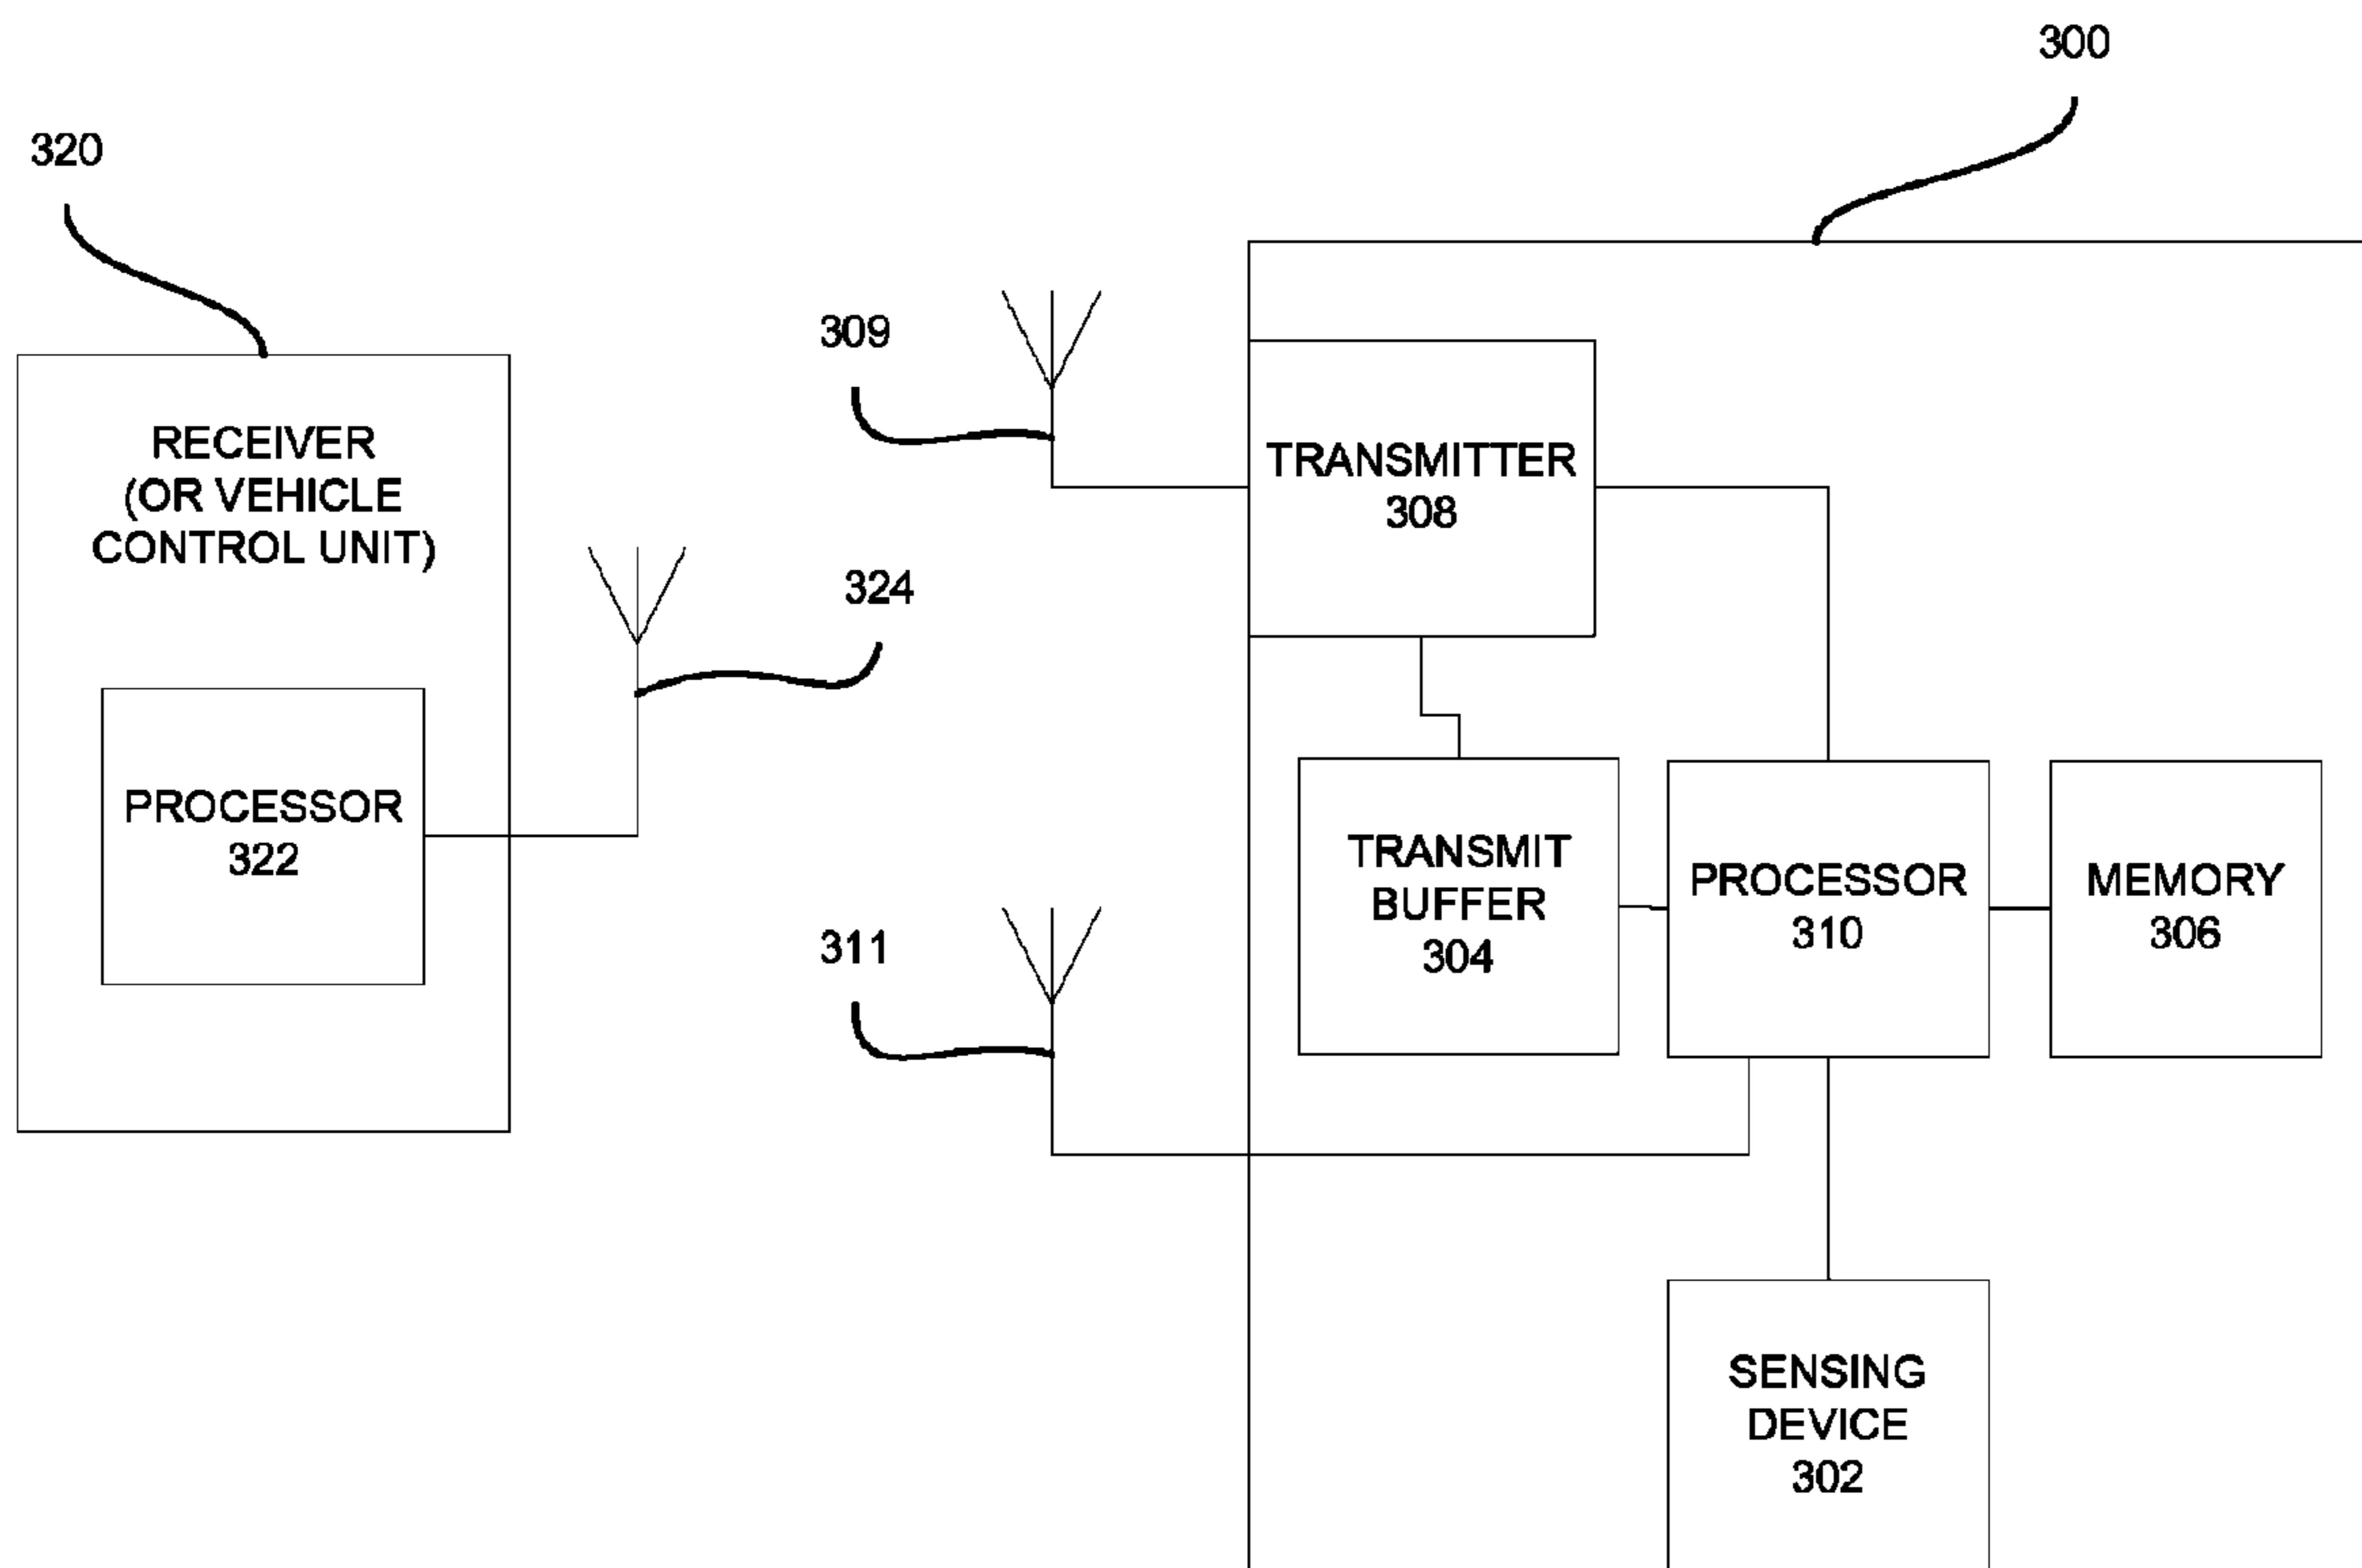 300
320
309
RECEIVER
(OR VEHICLE
CONTROL UNIT)
TRANSMITTER
308
324
PROCESSOR
322
311
TRANSMIT
BUFFER
304
PROCESSOR
310
MEMORY
306
SENSING
DEVICE
302